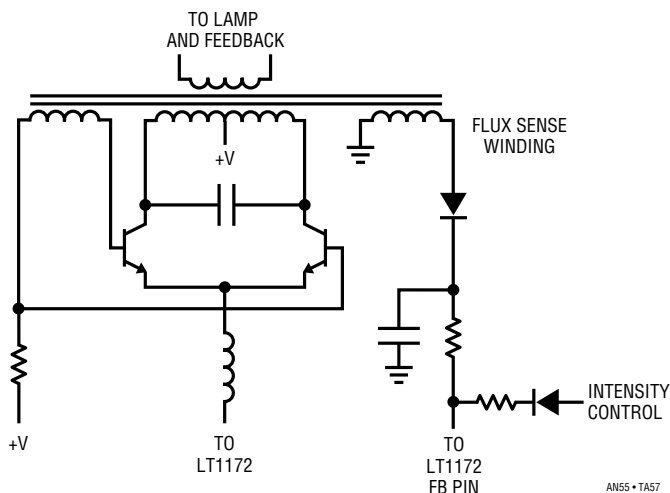 TO LAMP
AND FEEDBACK
FLUX SENSE
WINDING
+V
INTENSITY
CONTROL
+V
TO
LT1172
TO
LT1172
FB PIN
AN55 • TA57